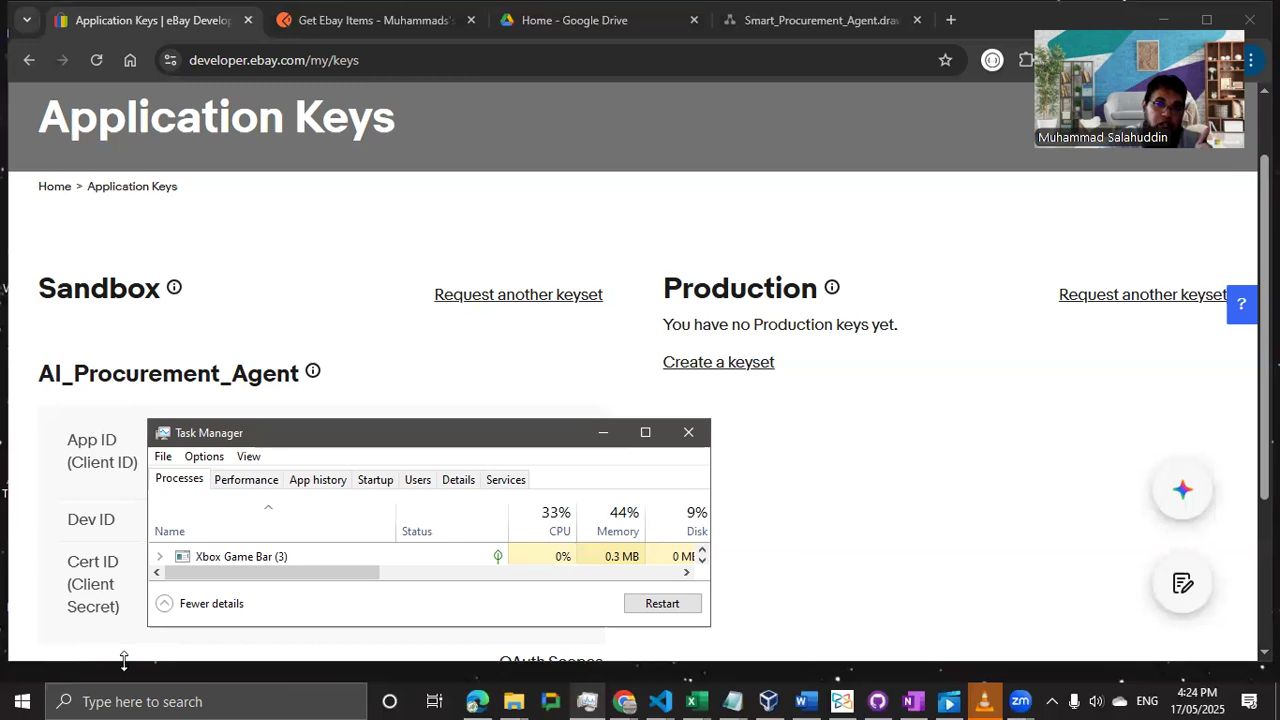 Application Keys | eBay Develo
Get Ebay Items - Muhammads's
Home - Google Drive
Smart_Procurement_Agent.draw
developer.ebay.com/my/keys
Application Keys
Muhammad Salahuddin
Home > Application Keys
Sandbox
Request another keyset
Production
Request another keyset
You have no Production keys yet.
Create a keyset
AI_Procurement_Agent
App ID
(Client ID)
Dev ID
Cert ID
(Client
Secret)
Task Manager
File Options View
Processes Performance App history Startup Users Details Services
33% 44% 9%
Name Status CPU Memory Disk
Xbox Game Bar (3) 0% 0.3 MB 0 MB
Fewer details
Restart
OAuth Scopes
?
Type here to search
ENG
4:24 PM
17/05/2025